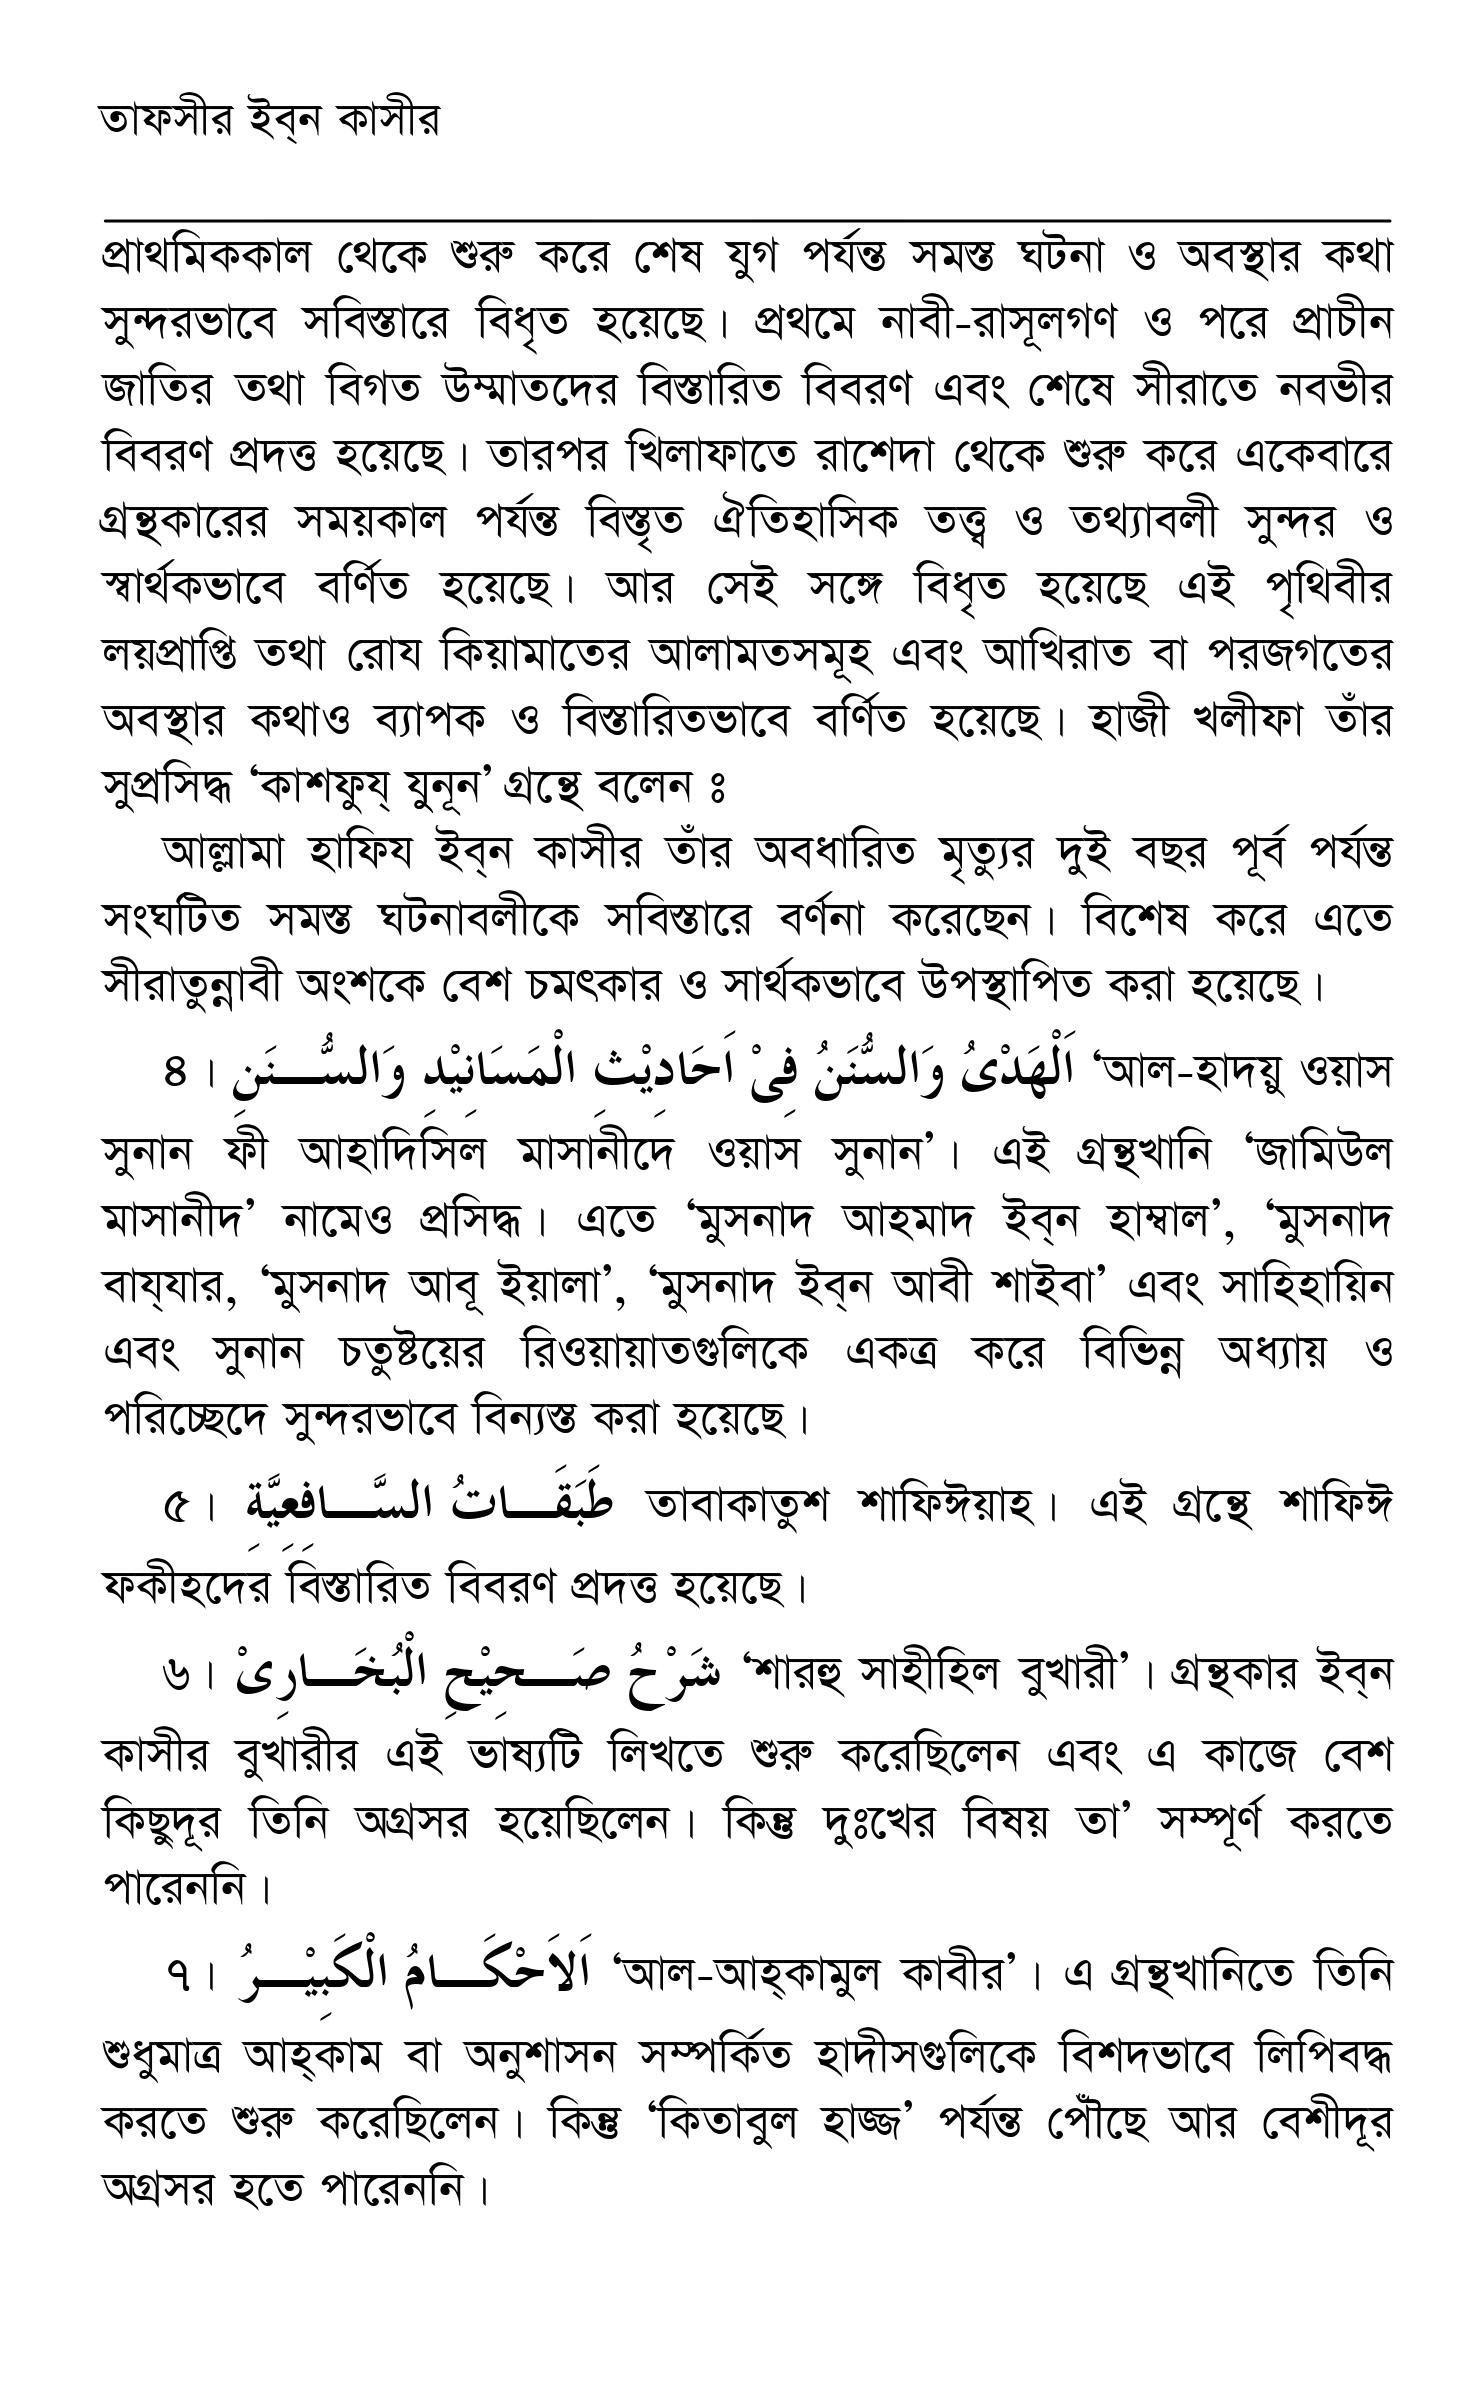 তাফসীর ইব্‌ন কাসীর
প্রাথমিককাল থেকে শুরু করে শেষ যুগ পর্যন্ত সমস্ত ঘটনা ও অবস্থার কথা
সুন্দরভাবে সবিস্তারে বিধৃত হয়েছে। প্রথমে নাবী-রাসূলগণ ও পরে প্রাচীন
জাতির তথা বিগত উম্মাতদের বিস্তারিত বিবরণ এবং শেষে সীরাতে নবভীর
বিবরণ প্রদত্ত হয়েছে। তারপর খিলাফাতে রাশেদা থেকে শুরু করে একেবারে
গ্রন্থকারের সময়কাল পর্যন্ত বিস্তৃত ঐতিহাসিক তত্ত্ব ও তথ্যাবলী সুন্দর ও
স্বার্থকভাবে বর্ণিত হয়েছে। আর সেই সঙ্গে বিধৃত হয়েছে এই পৃথিবীর
লয়প্রাপ্তি তথা রোয কিয়ামাতের আলামতসমূহ এবং আখিরাত বা পরজগতের
অবস্থার কথাও ব্যাপক ও বিস্তারিতভাবে বর্ণিত হয়েছে। হাজী খলীফা তাঁর
সুপ্রসিদ্ধ ‘কাশফুয্ যুনূন’ গ্রন্থে বলেন ঃ
আল্লামা হাফিয ইব্‌ন কাসীর তাঁর অবধারিত মৃত্যুর দুই বছর পূর্ব পর্যন্ত
সংঘটিত সমস্ত ঘটনাবলীকে সবিস্তারে বর্ণনা করেছেন। বিশেষ করে এতে
সীরাতুন্নাবী অংশকে বেশ চমৎকার ও সার্থকভাবে উপস্থাপিত করা হয়েছে।
৪। اَلْهَدْىُ وَالسُّنَنُ فِىْ اَحَادِيْثِ الْمَسَانِيْدِ وَالسُّـــنَنِ ‘আল-হাদয়ু ওয়াস
সুনান ফী আহাদিসিল মাসানীদে ওয়াস সুনান’। এই গ্রন্থখানি ‘জামিউল
মাসানীদ’ নামেও প্রসিদ্ধ। এতে ‘মুসনাদ আহমাদ ইব্‌ন হাম্বাল’, ‘মুসনাদ
বায্‌যার, ‘মুসনাদ আবূ ইয়ালা’, ‘মুসনাদ ইব্‌ন আবী শাইবা’ এবং সাহিহায়িন
এবং সুনান চতুষ্টয়ের রিওয়ায়াতগুলিকে একত্র করে বিভিন্ন অধ্যায় ও
পরিচ্ছেদে সুন্দরভাবে বিন্যস্ত করা হয়েছে।
৫। طَبَقَـــاتُ السَّـــافِعِيَّةِ তাবাকাতুশ শাফিঈয়াহ। এই গ্রন্থে শাফিঈ
ফকীহদের বিস্তারিত বিবরণ প্রদত্ত হয়েছে।
৬। شَرْحُ صَـــحِيْحِ الْبُخَـــارِىْ ‘শারহু সাহীহিল বুখারী’। গ্রন্থকার ইব্‌ন
কাসীর বুখারীর এই ভাষ্যটি লিখতে শুরু করেছিলেন এবং এ কাজে বেশ
কিছুদূর তিনি অগ্রসর হয়েছিলেন। কিন্তু দুঃখের বিষয় তা’ সম্পূর্ণ করতে
পারেননি।
৭। اَلاَحْكَـــامُ الْكَبِيْـــرُ ‘আল-আহ্‌কামুল কাবীর’। এ গ্রন্থখানিতে তিনি
শুধুমাত্র আহ্‌কাম বা অনুশাসন সম্পর্কিত হাদীসগুলিকে বিশদভাবে লিপিবদ্ধ
করতে শুরু করেছিলেন। কিন্তু ‘কিতাবুল হাজ্জ’ পর্যন্ত পৌঁছে আর বেশীদূর
অগ্রসর হতে পারেননি।